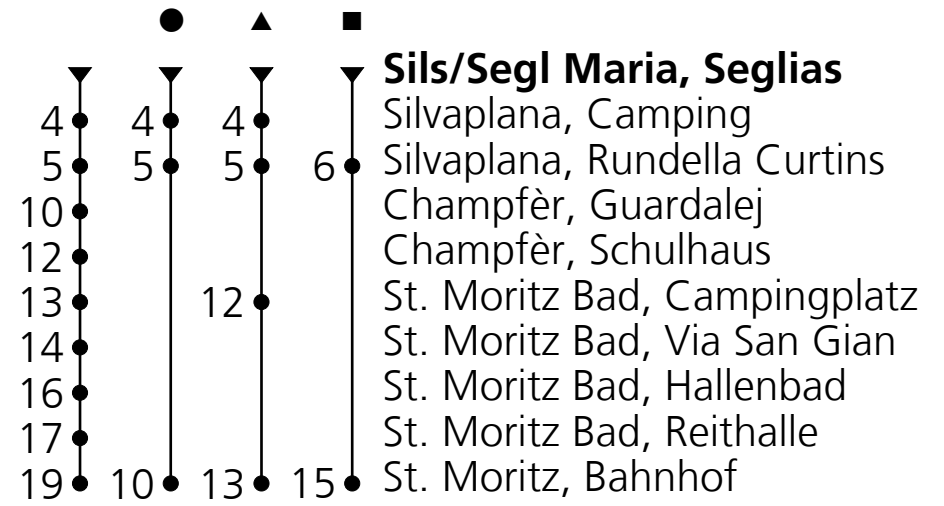 Sils/Segl Maria, Seglias
4 4 4 Silvaplana, Camping
5 5 5 6 Silvaplana, Rundella Curtins
10 Champfèr, Guardalej
12 Champfèr, Schulhaus
13 12 St. Moritz Bad, Campingplatz
14 St. Moritz Bad, Via San Gian
16 St. Moritz Bad, Hallenbad
17 St. Moritz Bad, Reithalle
19 10 13 15 St. Moritz, Bahnhof